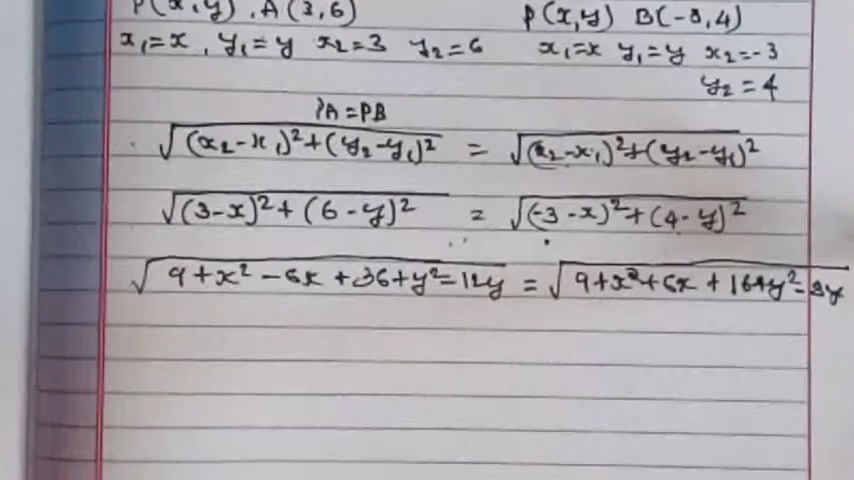 P(x,y) , A(3,6)
x₁=x , y₁=y x₂=3 y₂=6
PA=PB
√(x₂-x₁)²+(y₂-y₁)² = √(x₂-x₁)²+(y₂-y₁)²
√(3-x)²+(6-y)² = √(-3-x)²+(4-y)²
√9+x²-6x+36+y²-12y = √9+x²+6x+16+y²-8y
P(x,y) B(-3,4)
x₁=x y₁=y x₂=-3
y₂=4